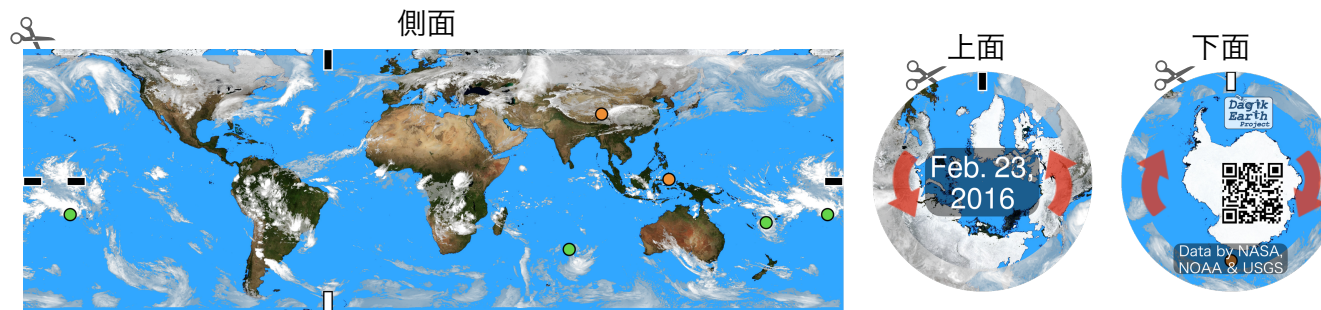 側面
上面
下面
Feb. 23,
2016
Dagik
Earth
Project
Data by NASA,
NOAA & USGS